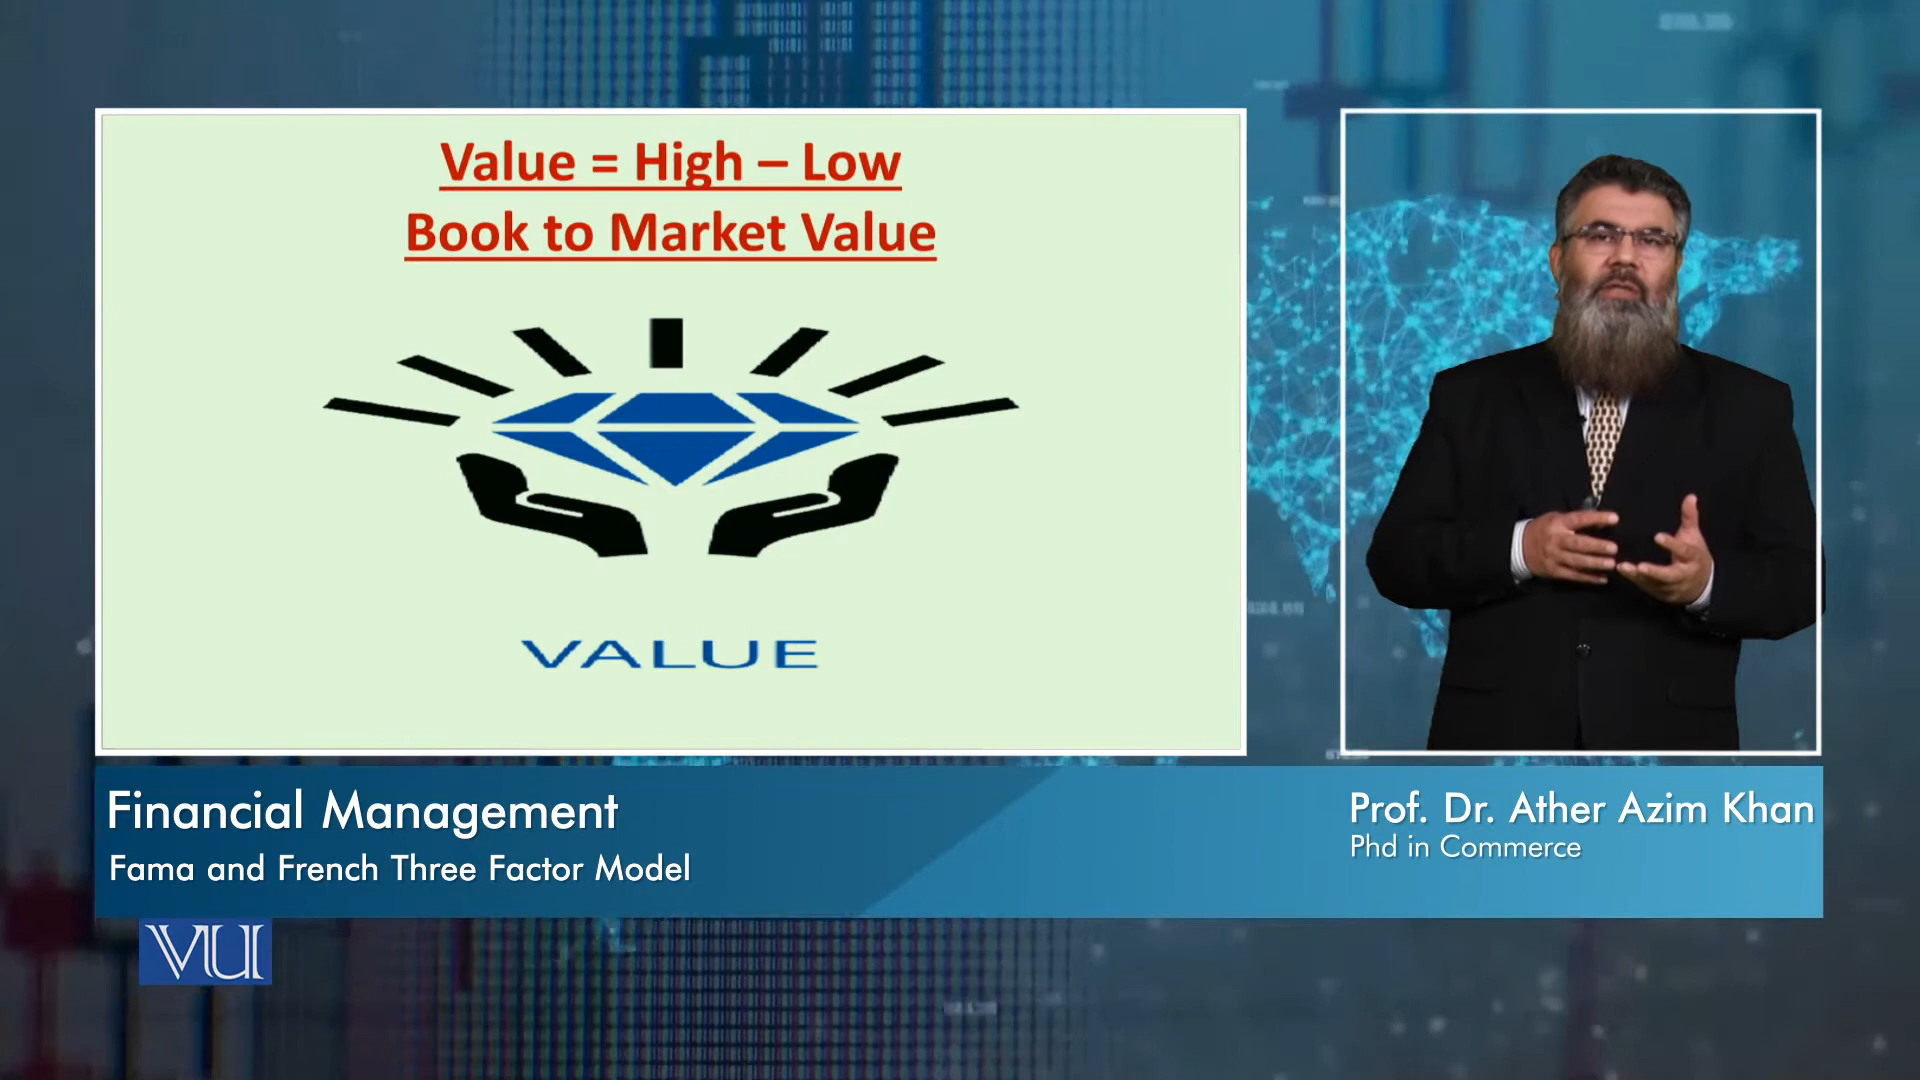 Value = High – Low
Book to Market Value
VALUE
Financial Management
Fama and French Three Factor Model
Prof. Dr. Ather Azim Khan
Phd in Commerce
VU